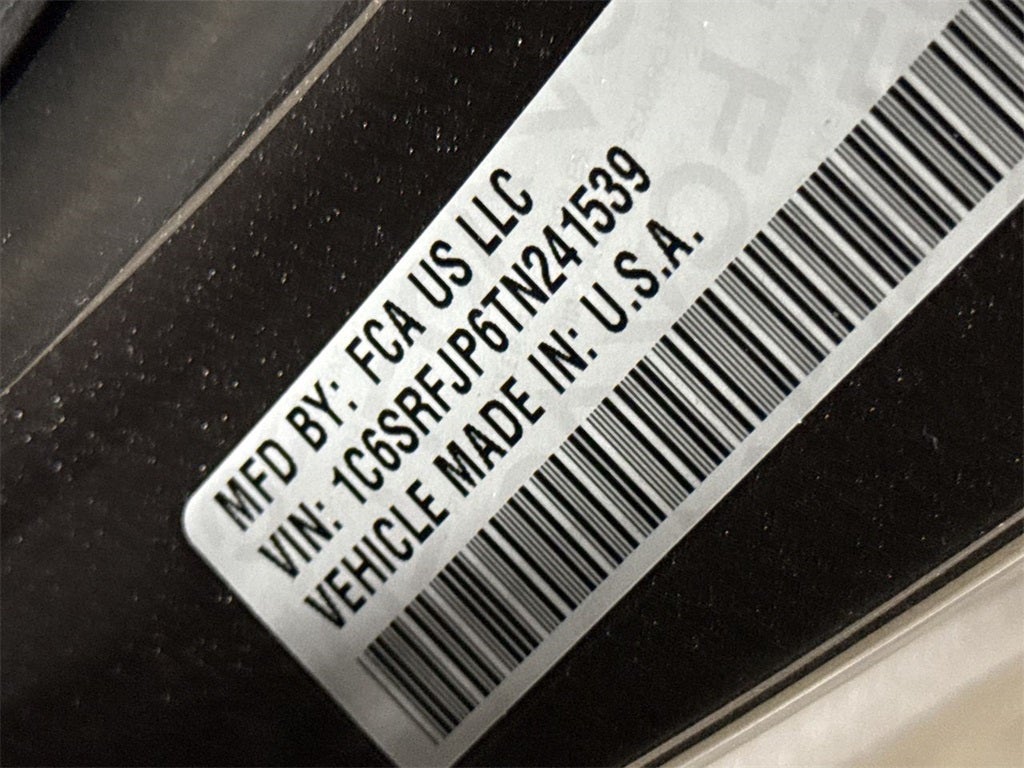 MFD BY: FCA US LLC
VIN: 1C6SRFJP6TN241539
VEHICLE MADE IN: U.S.A.